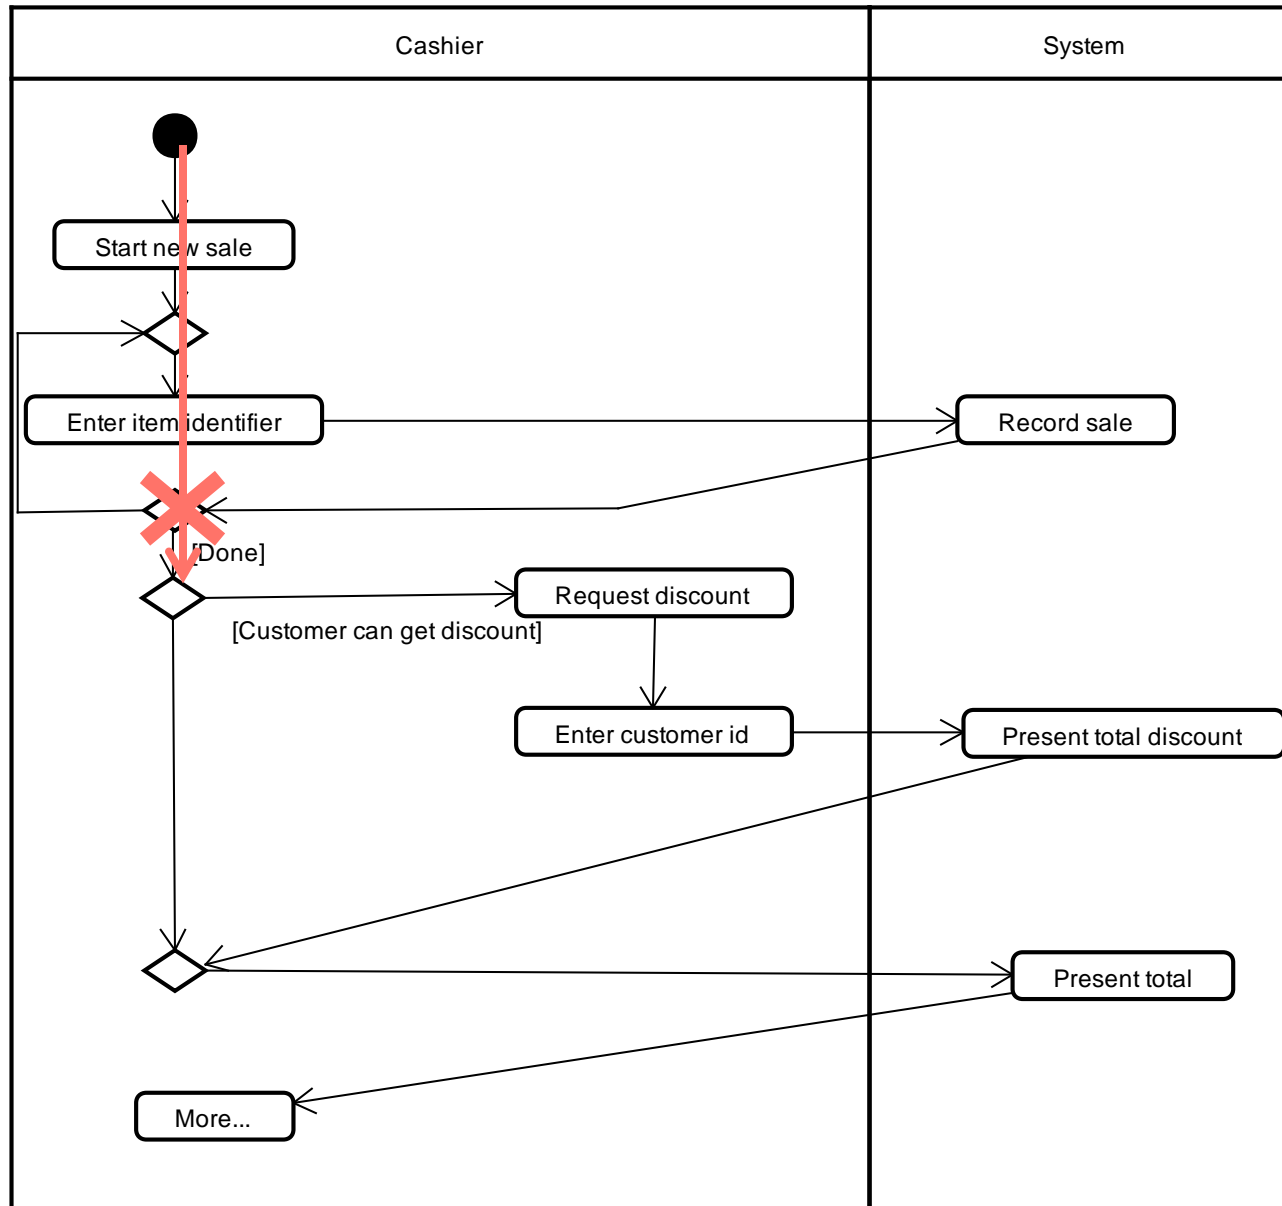 Cashier
System
Start new sale
Enter item identifier
Record sale
[Done]
Request discount
[Customer can get discount]
Enter customer id
Present total discount
Present total
More...